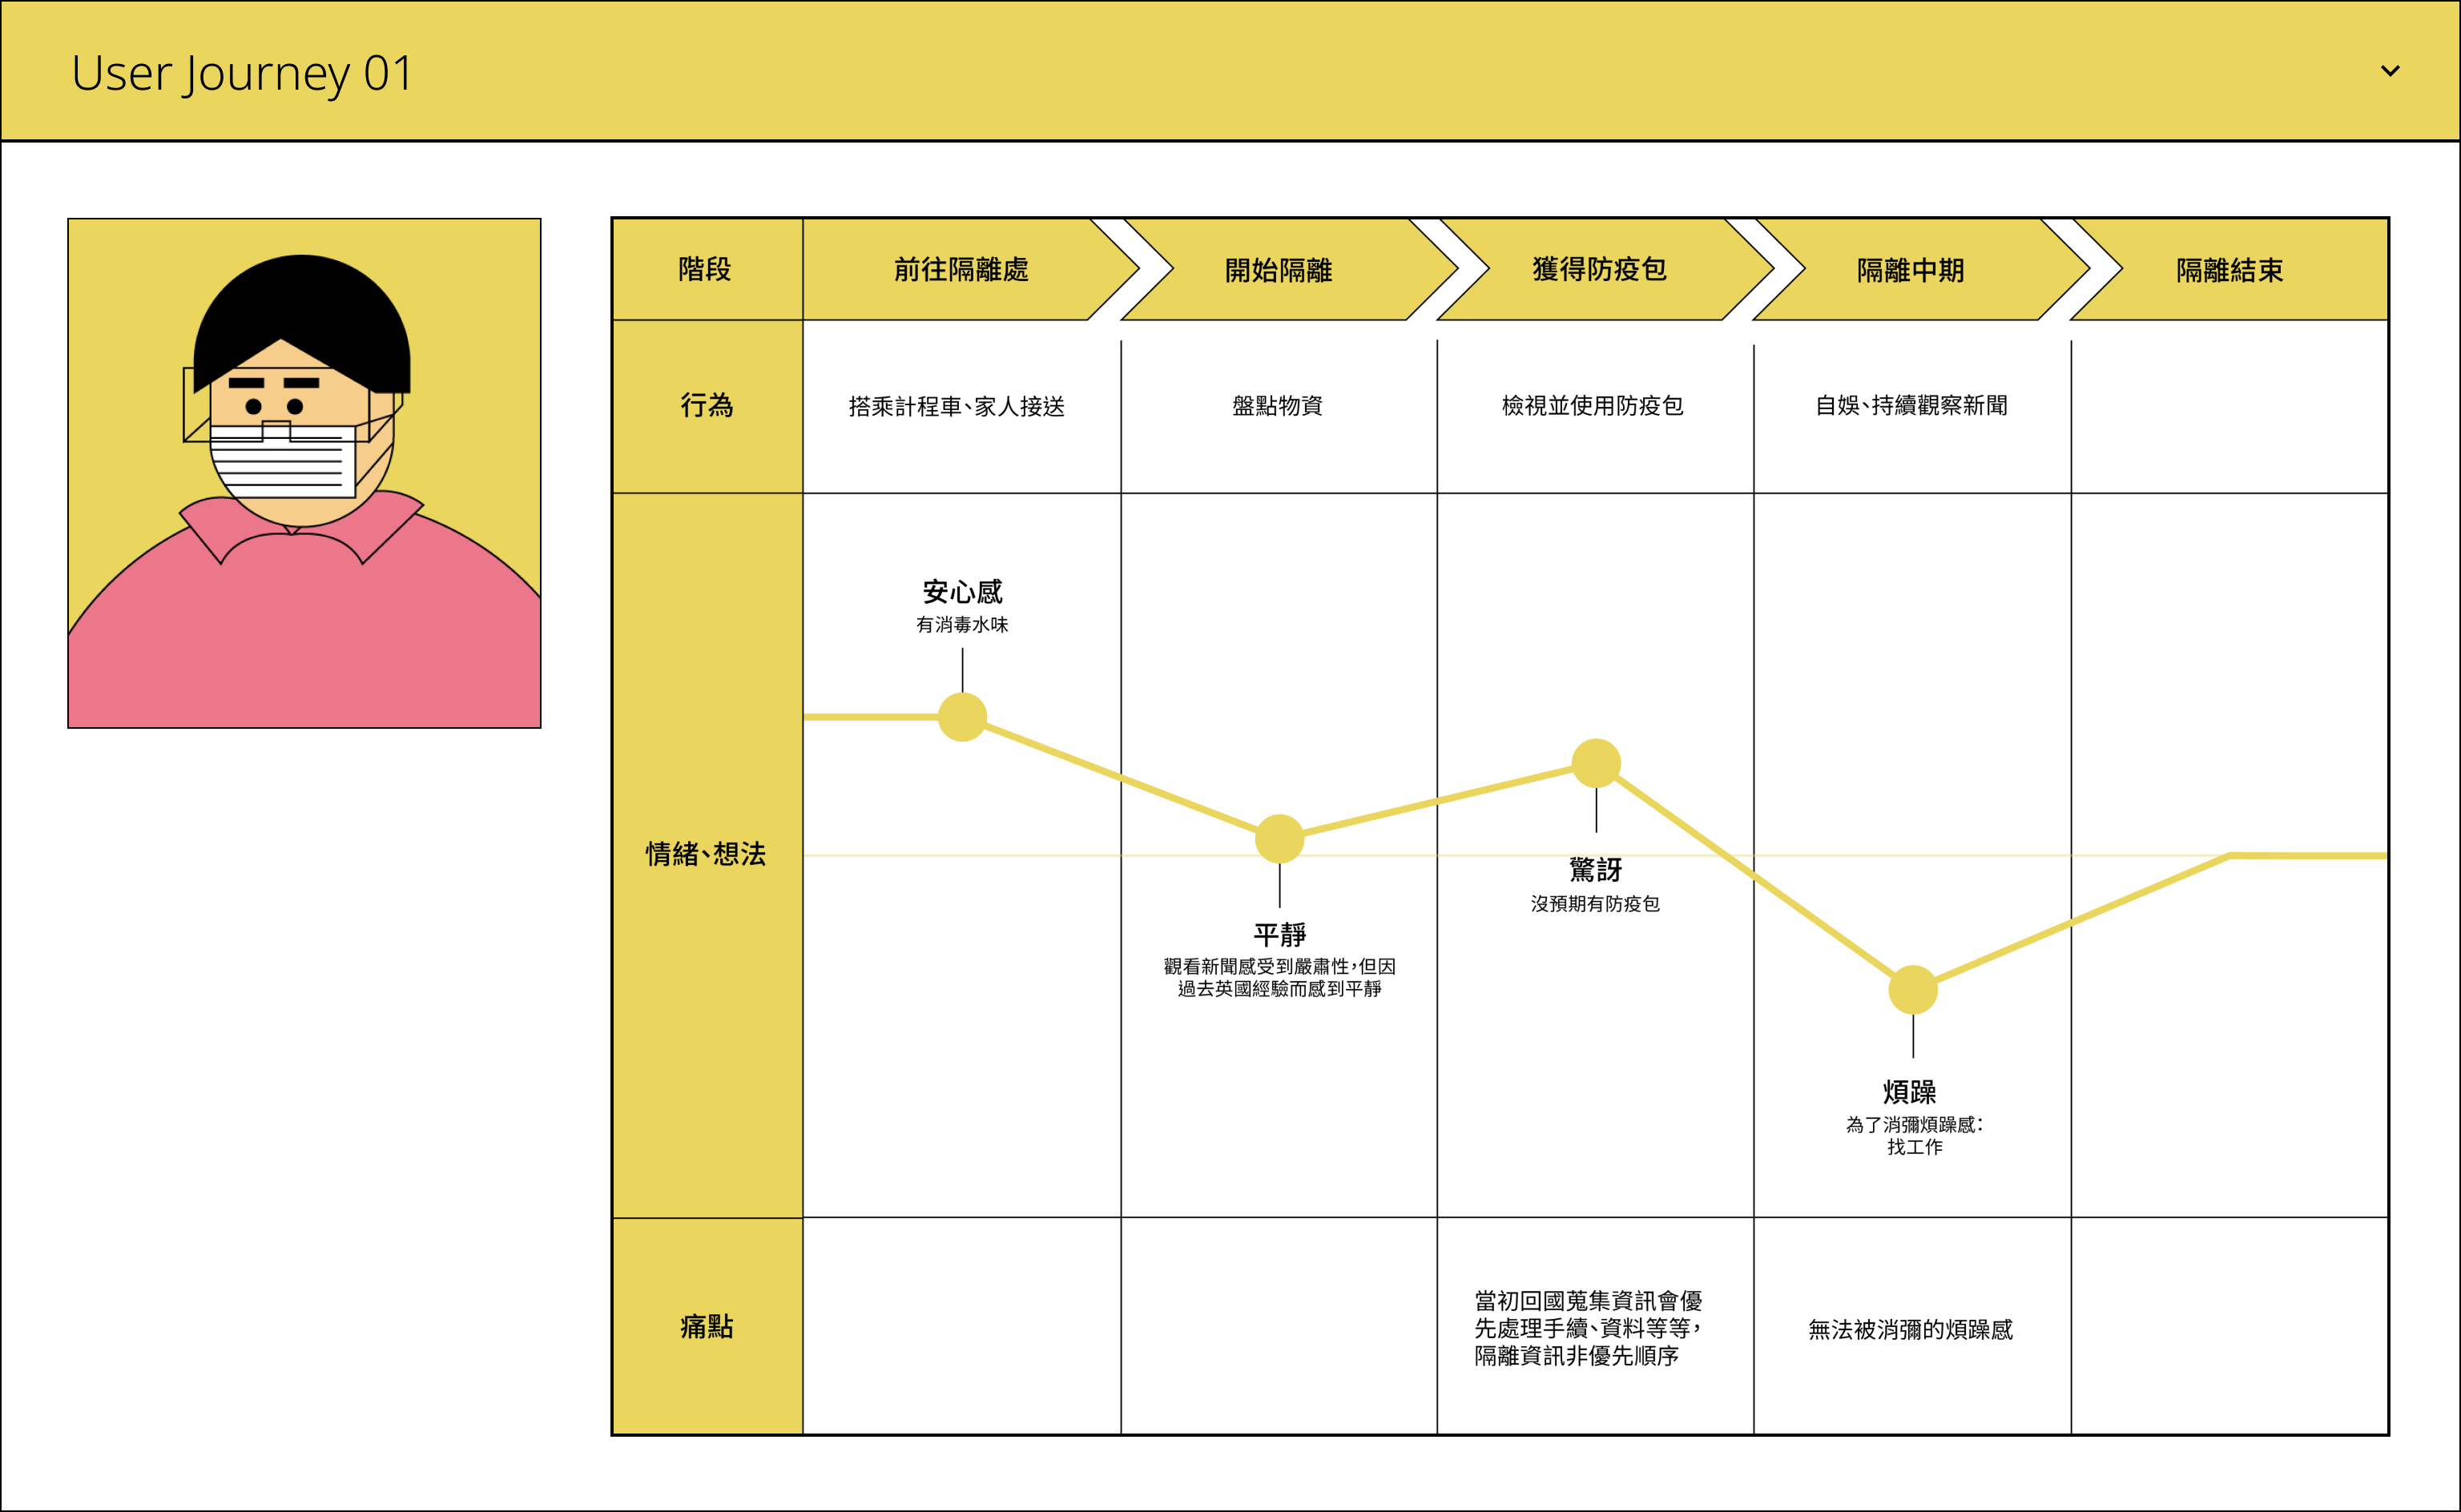 User Journey 01
階段
前往隔離處
開始隔離
獲得防疫包
隔離中期
隔離結束
行為
搭乘計程車、家人接送
盤點物資
檢視並使用防疫包
自娛、持續觀察新聞
情緒、想法
安心感
有消毒水味
平靜
觀看新聞感受到嚴肅性，但因
過去英國經驗而感到平靜
驚訝
沒預期有防疫包
煩躁
為了消彌煩躁感：
找工作
痛點
當初回國蒐集資訊會優
先處理手續、資料等等，
隔離資訊非優先順序
無法被消彌的煩躁感